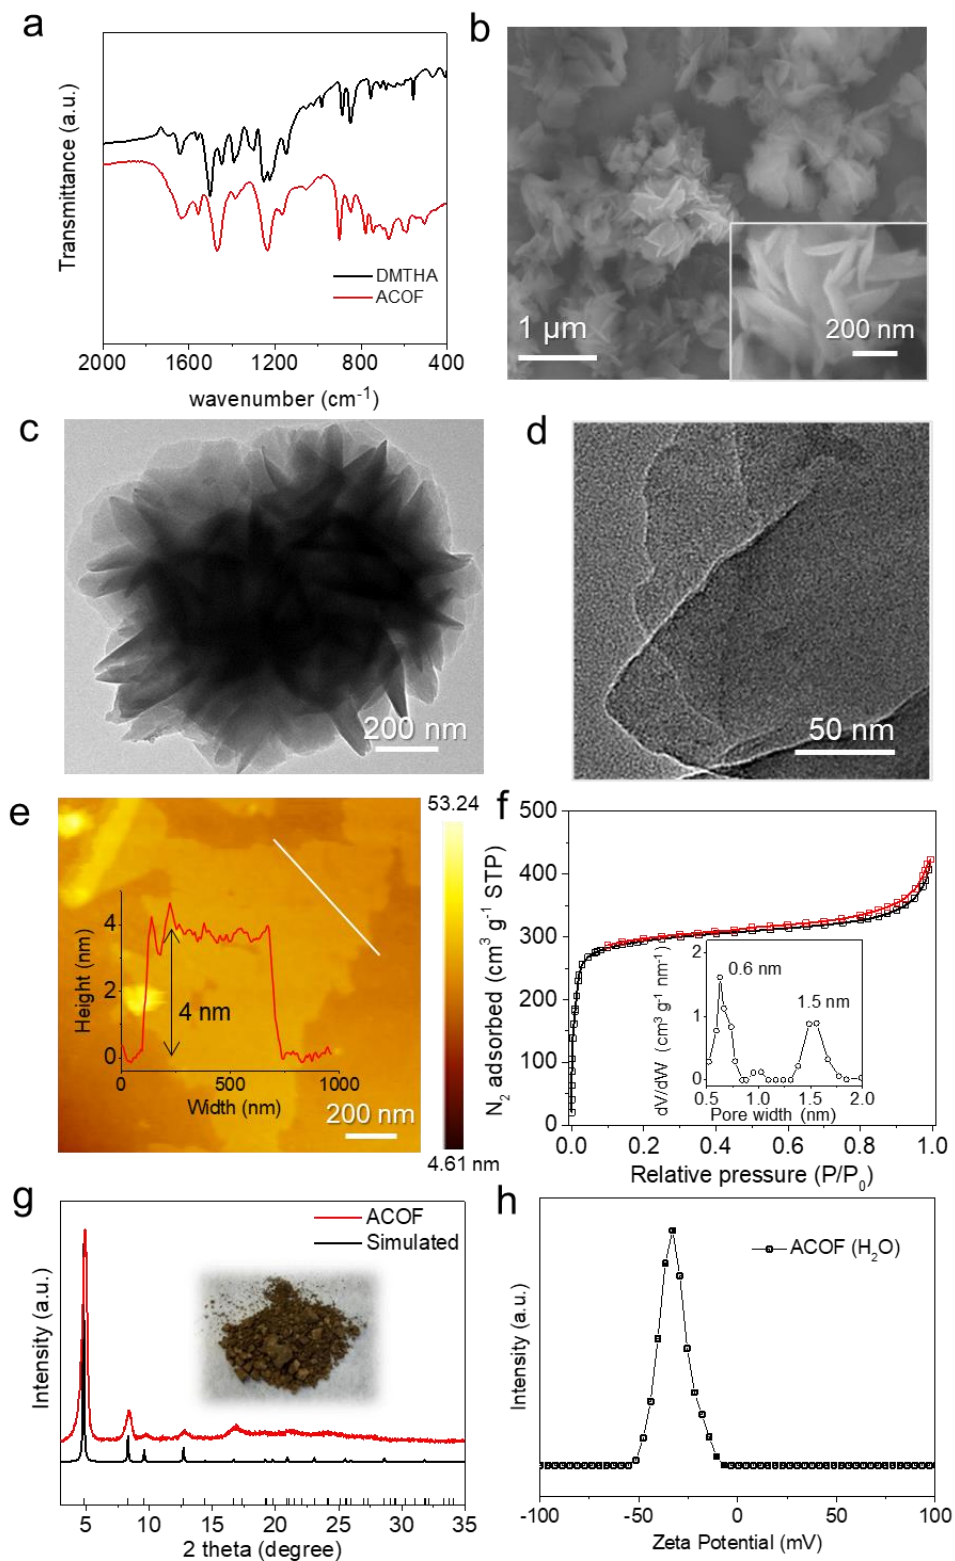 a
Transmittance (a.u.)
DMTHA
ACOF
2000 1600 1200 800 400
wavenumber (cm⁻¹)
b
1 μm
200 nm
c
200 nm
d
50 nm
e
53.24
4.61 nm
Height (nm)
4
2
0
4 nm
0 500 1000
Width (nm)
200 nm
f
N₂ adsorbed (cm³ g⁻¹ STP)
500
400
300
200
100
0
0.0 0.2 0.4 0.6 0.8 1.0
Relative pressure (P/P₀)
dV/dW (cm³ g⁻¹ nm⁻¹)
2
1
0
0.6 nm
1.5 nm
0.5 1.0 1.5 2.0
Pore width (nm)
g
Intensity (a.u.)
ACOF
Simulated
5 10 15 20 25 30 35
2 theta (degree)
h
Intensity (a.u.)
ACOF (H₂O)
-100 -50 0 50 100
Zeta Potential (mV)